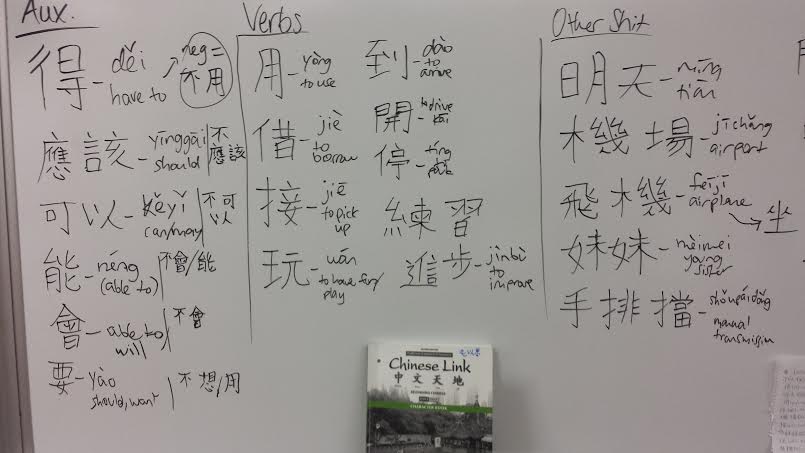 Aux.
得 - děi
have to
neg =
不用
應該 - yīnggāi
should
不
應該
可以 - kěyǐ
can/may
不可
以
能 - néng
(able to)
不會/能
會 - able to/
will
不會
要 - yào
should, want
不想/用
Verbs
用 - yòng
to use
借 - jiè
to borrow
接 - jiē
to pick
up
玩 - wán
to have fun/
play
到 - dào
to
arrive
開 - to drive
kāi
停 - tíng
練習
進步 - jìnbù
to
improve
Other Shit
明天 - míng
tiān
機場 - jīchǎng
airport
飛機 - fēijī
airplane
坐
妹妹 - mèimei
young
sister
手排擋 - shǒupáidǎng
manual
transmission
Chinese Link
中文天地